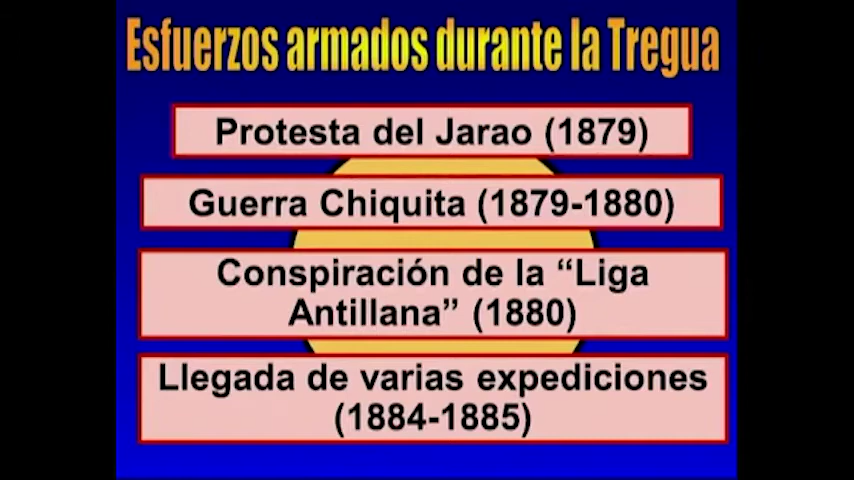 Esfuerzos armados durante la Tregua
Protesta del Jarao (1879)
Guerra Chiquita (1879-1880)
Conspiración de la “Liga
Antillana” (1880)
Llegada de varias expediciones
(1884-1885)